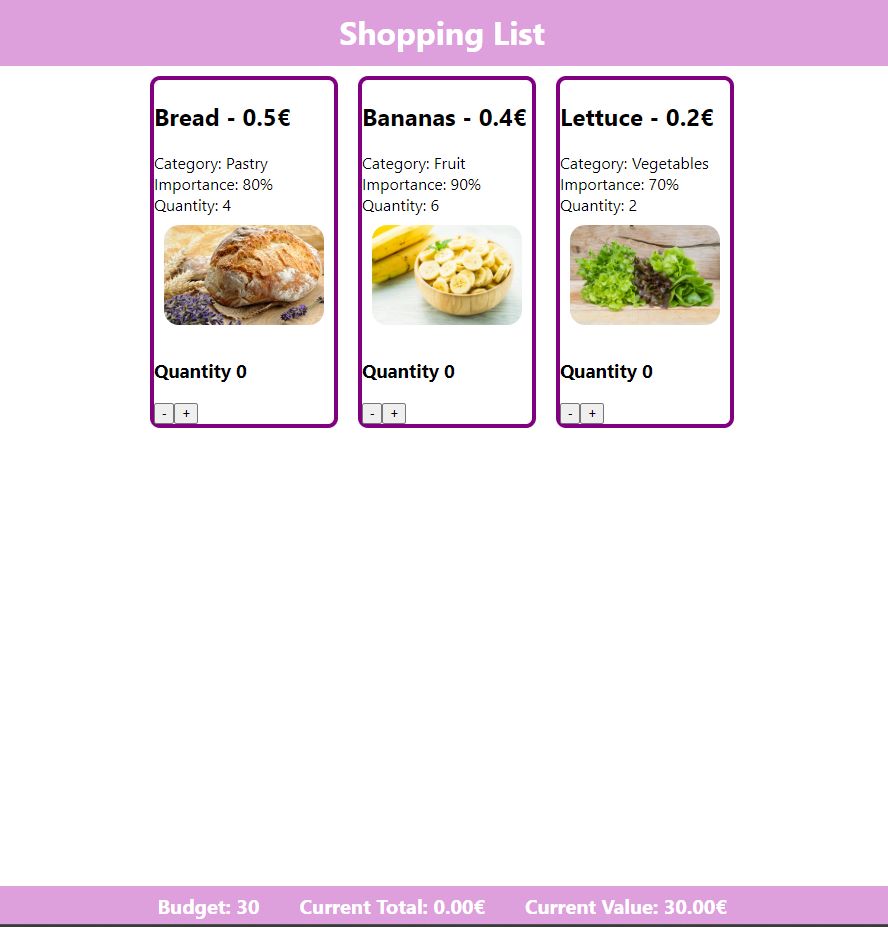 Shopping List
Bread - 0.5€
Category: Pastry
Importance: 80%
Quantity: 4
Quantity 0
- +
Bananas - 0.4€
Category: Fruit
Importance: 90%
Quantity: 6
Quantity 0
- +
Lettuce - 0.2€
Category: Vegetables
Importance: 70%
Quantity: 2
Quantity 0
- +
Budget: 30 Current Total: 0.00€ Current Value: 30.00€